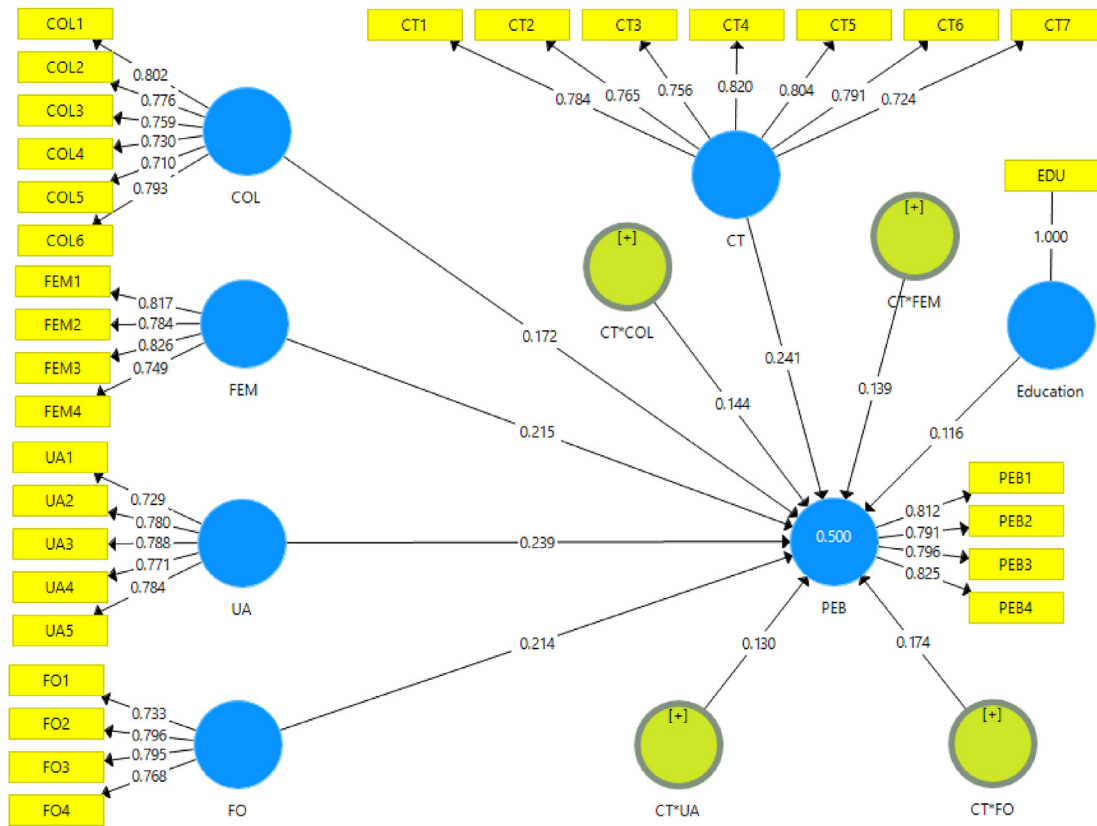 COL1
COL2
COL3
COL4
COL5
COL6
0.802
0.776
0.759
0.730
0.710
0.793
COL
CT1
CT2
CT3
CT4
CT5
CT6
CT7
0.784
0.765
0.756
0.820
0.804
0.791
0.724
CT
EDU
1.000
Education
[+]
CT*COL
[+]
CT*FEM
FEM1
FEM2
FEM3
FEM4
0.817
0.784
0.826
0.749
FEM
0.172
0.144
0.241
0.139
0.116
0.215
UA1
UA2
UA3
UA4
UA5
0.729
0.780
0.788
0.771
0.784
UA
0.239
0.500
PEB
0.812
0.791
0.796
0.825
PEB1
PEB2
PEB3
PEB4
FO1
FO2
FO3
FO4
0.733
0.796
0.795
0.768
FO
0.214
0.130
0.174
[+]
CT*UA
[+]
CT*FO